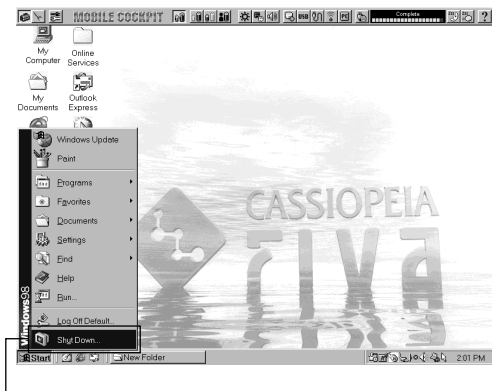 MOBILE COCKPIT
USB
Complete
?
My Computer
Online Services
My Documents
Outlook Express
Windows Update
Paint
Programs
Favorites
Documents
Settings
Find
Help
Run...
Log Off Default...
Shut Down...
Windows98
CASSIOPEIA
FIVA
Start
New Folder
2:01 PM